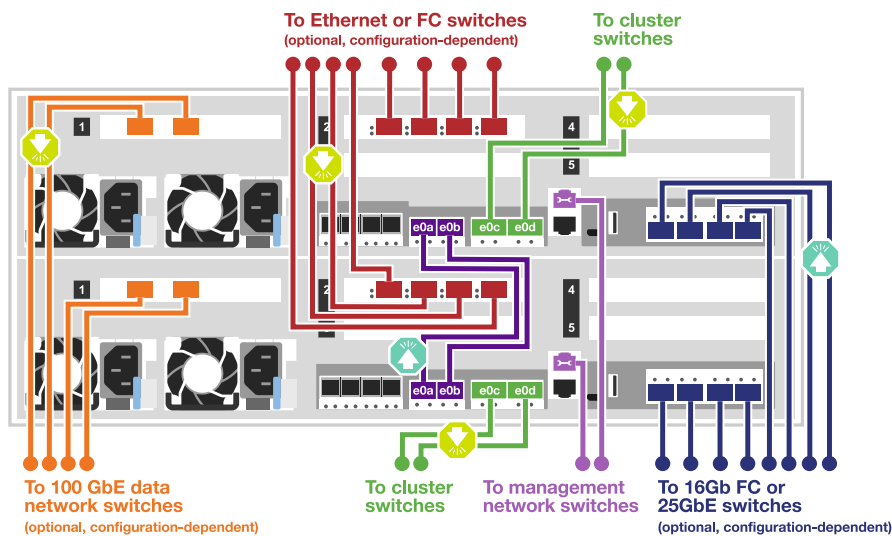 To Ethernet or FC switches
(optional, configuration-dependent)
To cluster
switches
1
2
4
5
e0a e0b
e0c e0d
1
2
4
5
e0a e0b
e0c e0d
To 100 GbE data
network switches
(optional, configuration-dependent)
To cluster
switches
To management
network switches
To 16Gb FC or
25GbE switches
(optional, configuration-dependent)